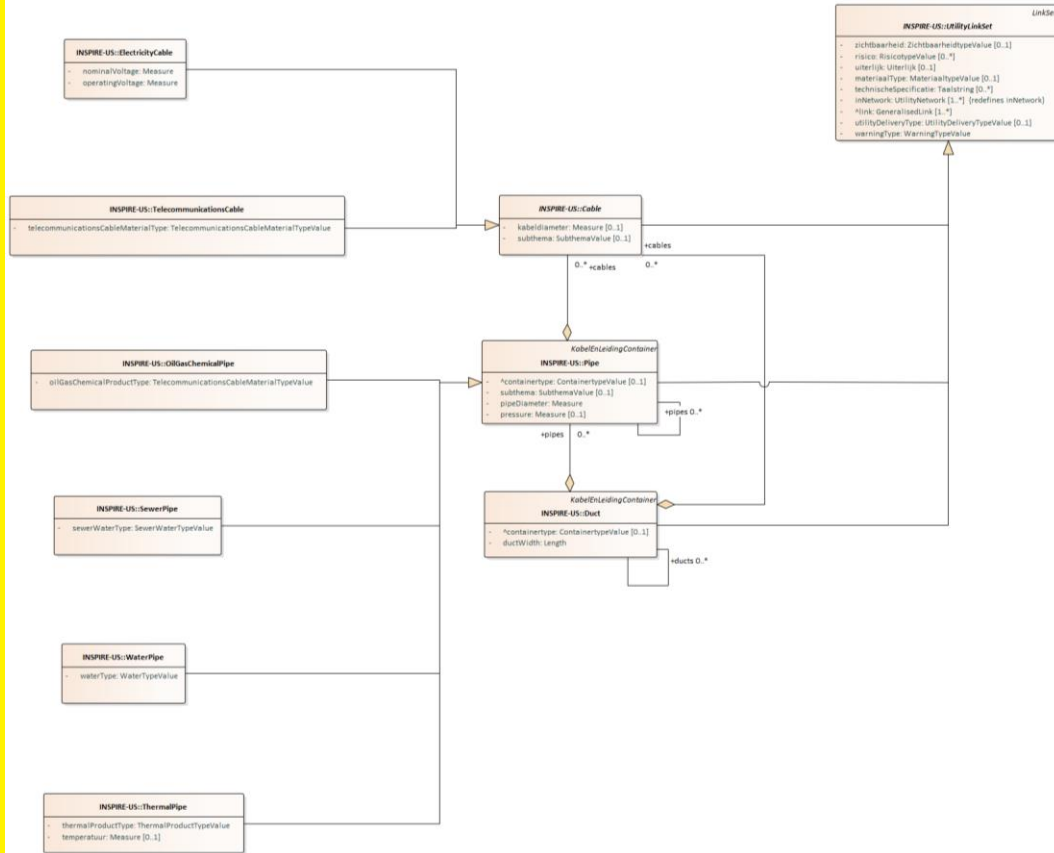 LinkSe
INSPIRE-US::UtilityLinkSet
- zichtbaarheid: ZichtbaarheidtypeValue [0..1]
- risico: RisicotypeValue [0..*]
- uiterlijk: Uiterlijk [0..1]
- materiaalType: MateriaaltypeValue [0..1]
- technischeSpecificatie: Taalstring [0..*]
- inNetwork: UtilityNetwork [1..*] {redefines inNetwork}
- ^link: GeneralisedLink [1..*]
- utilityDeliveryType: UtilityDeliveryTypeValue [0..1]
- warningType: WarningTypeValue
INSPIRE-US::ElectricityCable
- nominalVoltage: Measure
- operatingVoltage: Measure
INSPIRE-US::TelecommunicationsCable
- telecommunicationsCableMaterialType: TelecommunicationsCableMaterialTypeValue
INSPIRE-US::Cable
- kabeldiameter: Measure [0..1]
- subthema: SubthemaValue [0..1]
+cables
0..* +cables 0..*
KabelEnLeidingContainer
INSPIRE-US::Pipe
- ^containertype: ContainertypeValue [0..1]
- subthema: SubthemaValue [0..1]
- pipeDiameter: Measure
- pressure: Measure [0..1]
+pipes 0..*
+pipes 0..*
INSPIRE-US::OilGasChemicalPipe
- oilGasChemicalProductType: TelecommunicationsCableMaterialTypeValue
KabelEnLeidingContainer
INSPIRE-US::Duct
- ^containertype: ContainertypeValue [0..1]
- ductWidth: Length
+ducts 0..*
INSPIRE-US::SewerPipe
- sewerWaterType: SewerWaterTypeValue
INSPIRE-US::WaterPipe
- waterType: WaterTypeValue
INSPIRE-US::ThermalPipe
- thermalProductType: ThermalProductTypeValue
- temperatuur: Measure [0..1]